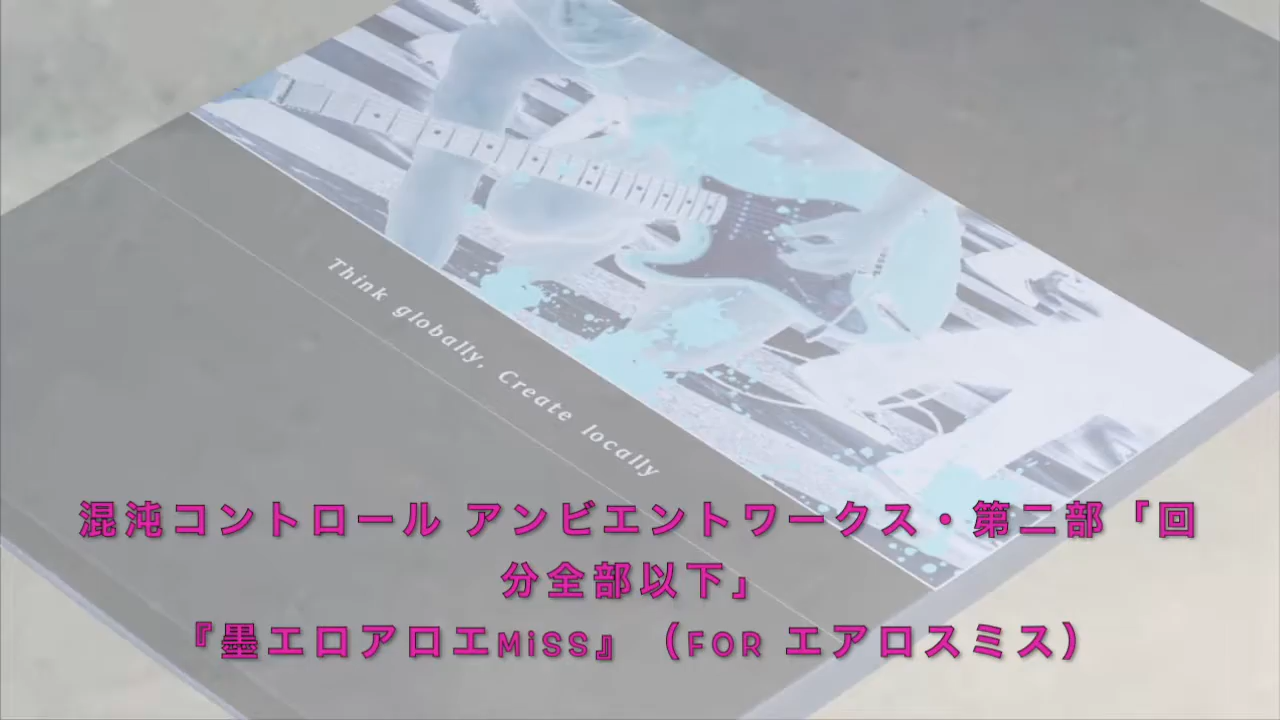 Think globally, Create locally
混沌コントロール アンビエントワークス・第二部「回
分全部以下」
『墨エロアロエMiSS』（FOR エアロスミス）